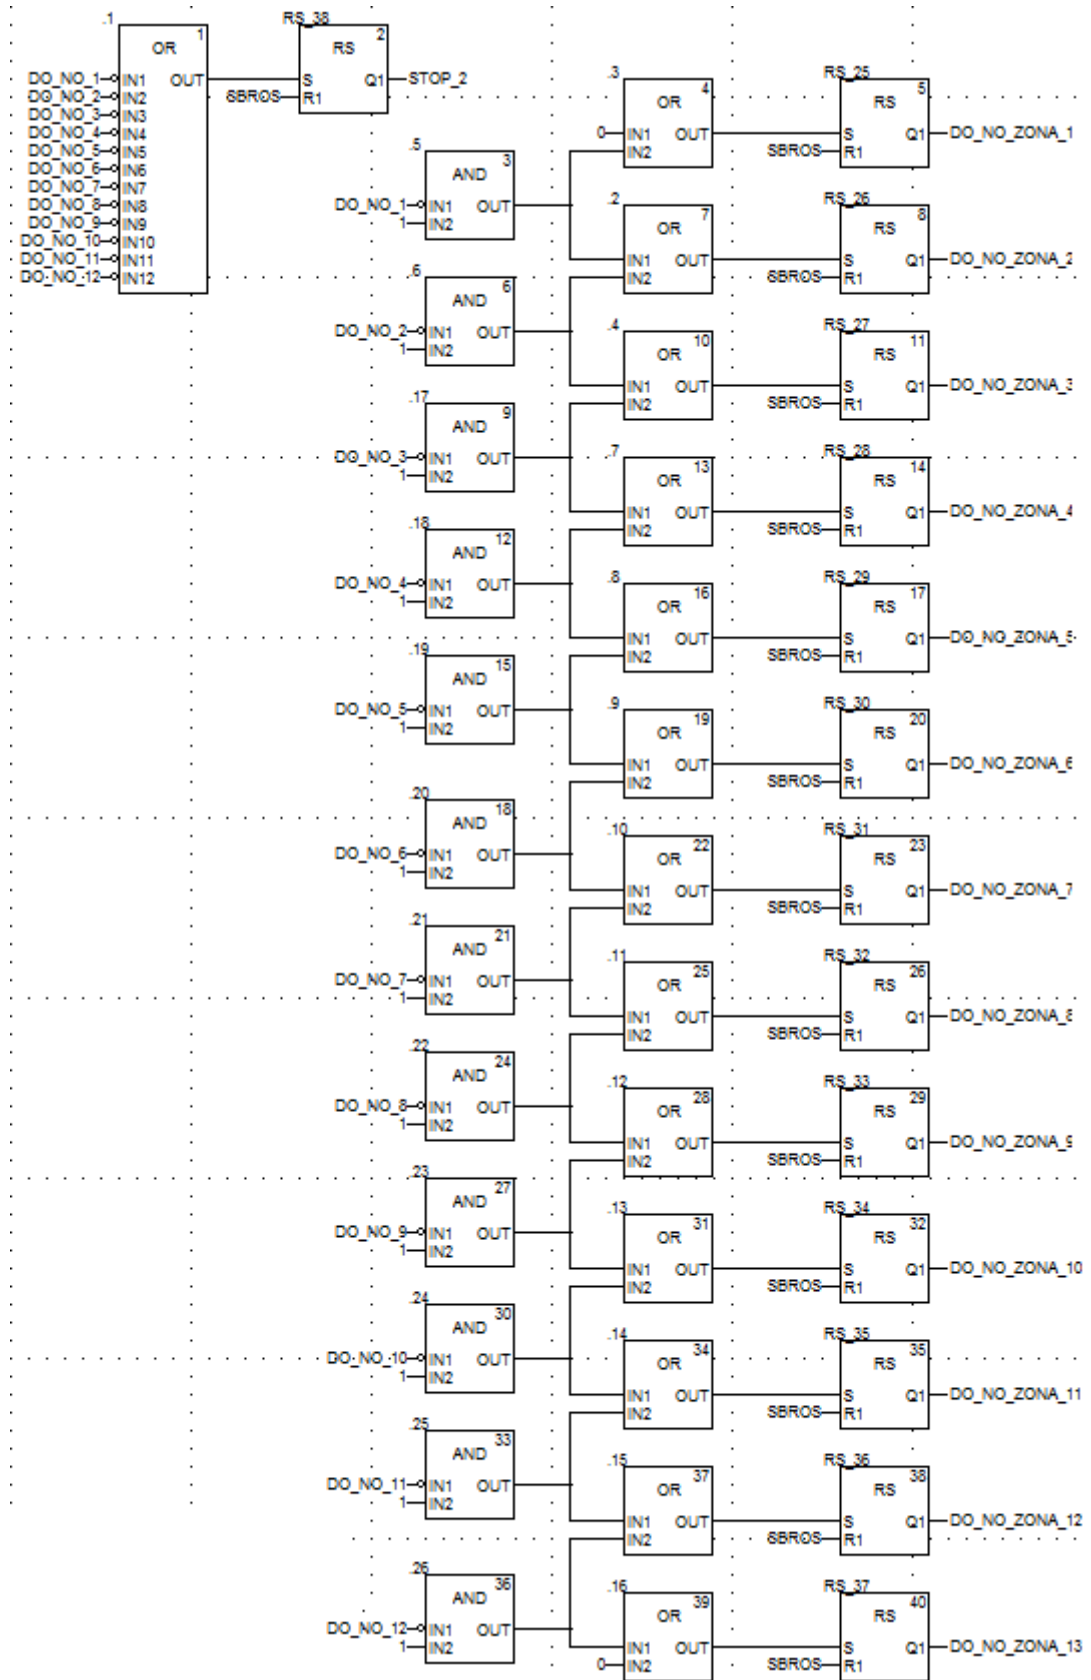 .1
1
OR
DO_NO_1 IN1 OUT
DO_NO_2 IN2
DO_NO_3 IN3
DO_NO_4 IN4
DO_NO_5 IN5
DO_NO_6 IN6
DO_NO_7 IN7
DO_NO_8 IN8
DO_NO_9 IN9
DO_NO_10 IN10
DO_NO_11 IN11
DO_NO_12 IN12
RS_38
2
RS
S Q1 STOP_2
SBROS R1
.5
3
AND
DO_NO_1 IN1 OUT
1 IN2
.3
4
OR
0 IN1 OUT
IN2
RS_25
5
RS
S Q1 DO_NO_ZONA_1
SBROS R1
.6
6
AND
DO_NO_2 IN1 OUT
1 IN2
.2
7
OR
IN1 OUT
IN2
RS_26
8
RS
S Q1 DO_NO_ZONA_2
SBROS R1
.17
9
AND
DO_NO_3 IN1 OUT
1 IN2
.4
10
OR
IN1 OUT
IN2
RS_27
11
RS
S Q1 DO_NO_ZONA_3
SBROS R1
.18
12
AND
DO_NO_4 IN1 OUT
1 IN2
.7
13
OR
IN1 OUT
IN2
RS_28
14
RS
S Q1 DO_NO_ZONA_4
SBROS R1
.19
15
AND
DO_NO_5 IN1 OUT
1 IN2
.8
16
OR
IN1 OUT
IN2
RS_29
17
RS
S Q1 DO_NO_ZONA_5
SBROS R1
.20
18
AND
DO_NO_6 IN1 OUT
1 IN2
.9
19
OR
IN1 OUT
IN2
RS_30
20
RS
S Q1 DO_NO_ZONA_6
SBROS R1
.21
21
AND
DO_NO_7 IN1 OUT
1 IN2
.10
22
OR
IN1 OUT
IN2
RS_31
23
RS
S Q1 DO_NO_ZONA_7
SBROS R1
.22
24
AND
DO_NO_8 IN1 OUT
1 IN2
.11
25
OR
IN1 OUT
IN2
RS_32
26
RS
S Q1 DO_NO_ZONA_8
SBROS R1
.23
27
AND
DO_NO_9 IN1 OUT
1 IN2
.12
28
OR
IN1 OUT
IN2
RS_33
29
RS
S Q1 DO_NO_ZONA_9
SBROS R1
.24
30
AND
DO_NO_10 IN1 OUT
1 IN2
.13
31
OR
IN1 OUT
IN2
RS_34
32
RS
S Q1 DO_NO_ZONA_10
SBROS R1
.25
33
AND
DO_NO_11 IN1 OUT
1 IN2
.14
34
OR
IN1 OUT
IN2
RS_35
35
RS
S Q1 DO_NO_ZONA_11
SBROS R1
.26
36
AND
DO_NO_12 IN1 OUT
1 IN2
.15
37
OR
IN1 OUT
IN2
RS_36
38
RS
S Q1 DO_NO_ZONA_12
SBROS R1
.16
39
OR
IN1 OUT
0 IN2
RS_37
40
RS
S Q1 DO_NO_ZONA_13
SBROS R1